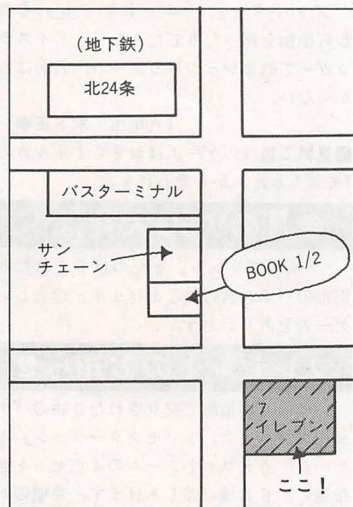 (地下鉄)
北24条
バスターミナル
サン
チェーン
BOOK 1/2
7
イレブン
ここ!